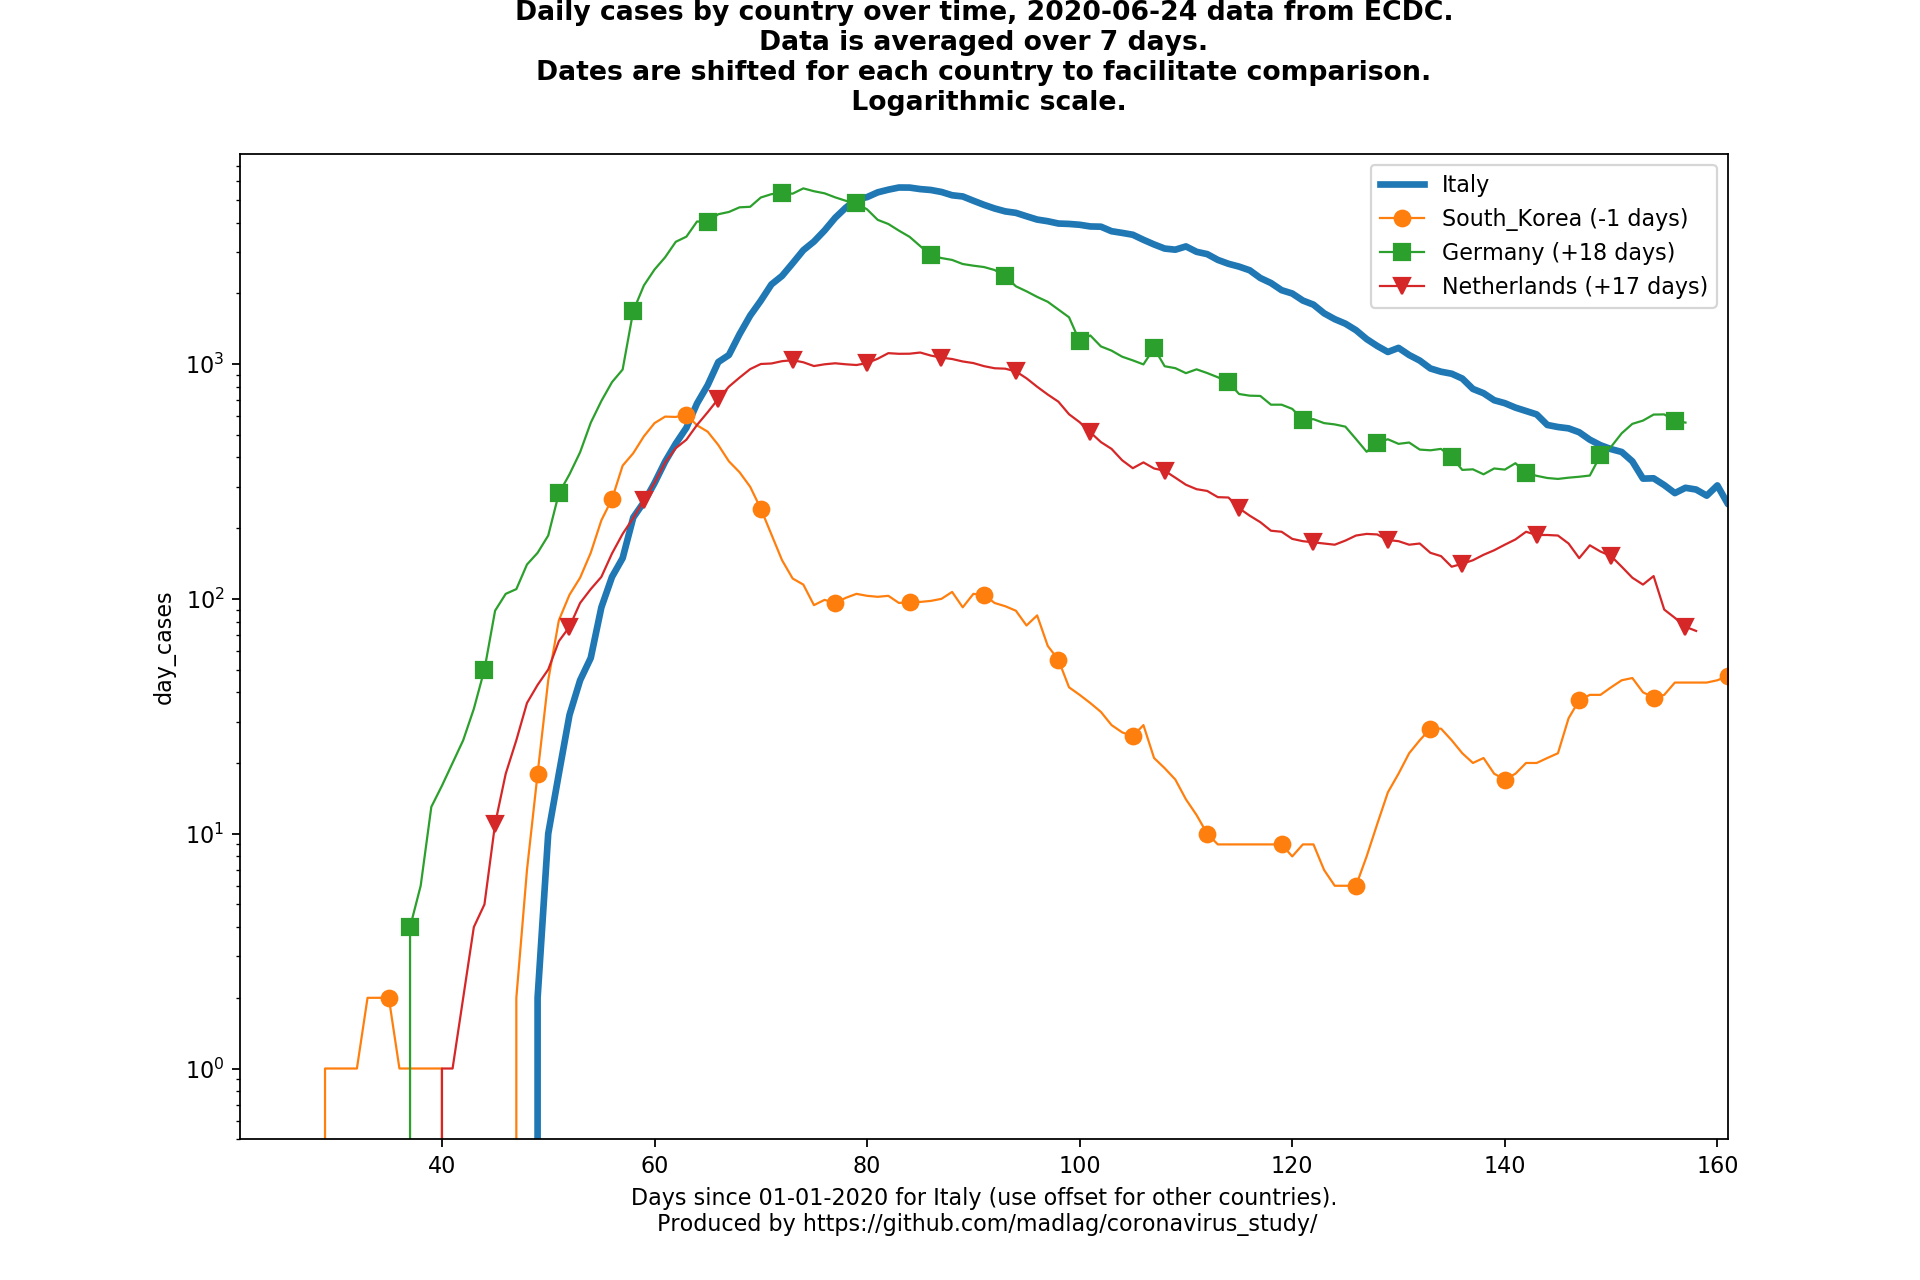 Daily cases by country over time, 2020-06-24 data from ECDC.
Data is averaged over 7 days.
Dates are shifted for each country to facilitate comparison.
Logarithmic scale.
Italy
South_Korea (-1 days)
Germany (+18 days)
Netherlands (+17 days)
day_cases
10³
10²
10¹
10⁰
40 60 80 100 120 140 160
Days since 01-01-2020 for Italy (use offset for other countries).
Produced by https://github.com/madlag/coronavirus_study/